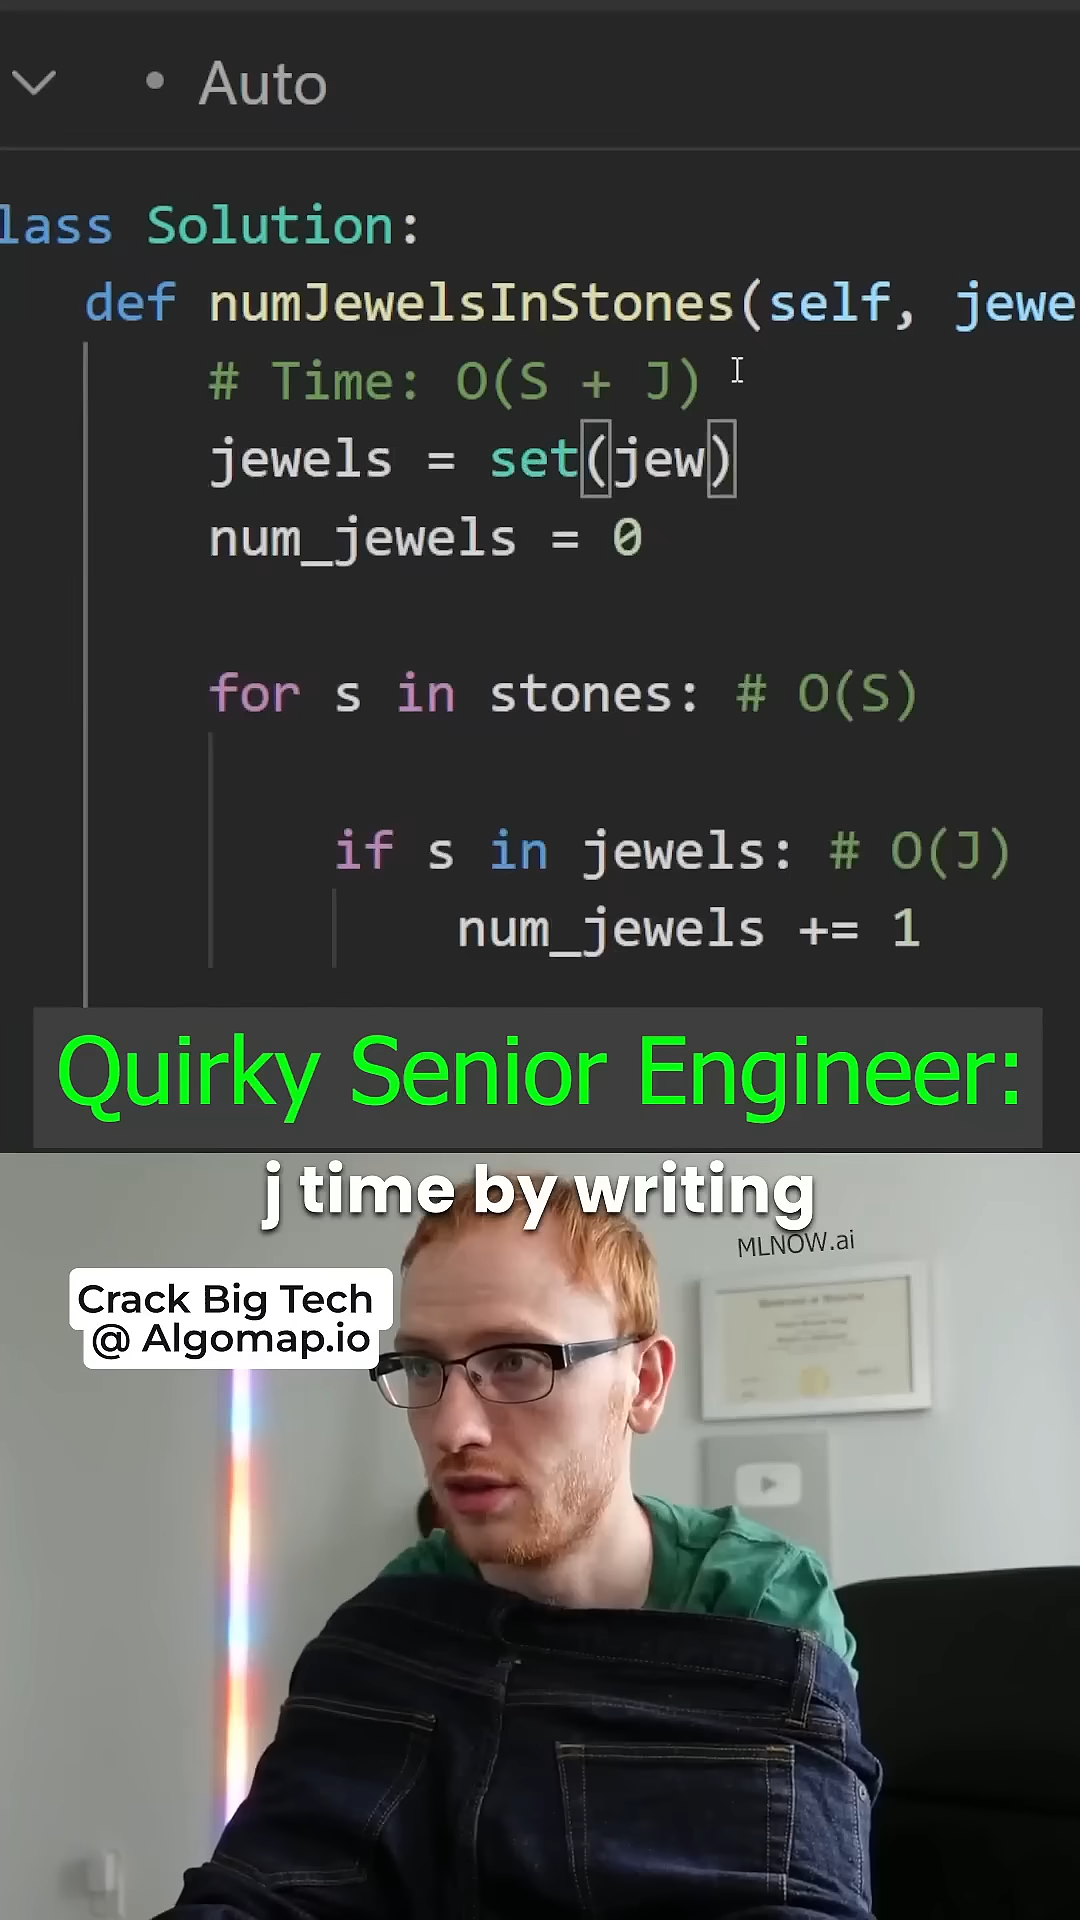 Auto
lass Solution:
def numJewelsInStones(self, jewe
# Time: O(S + J)
jewels = set(jew)
num_jewels = 0
for s in stones: # O(S)
if s in jewels: # O(J)
num_jewels += 1
Quirky Senior Engineer:
j time by writing
MLNOW.ai
Crack Big Tech
@ Algomap.io